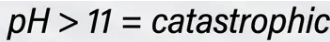 pH > 11 = catastrophic